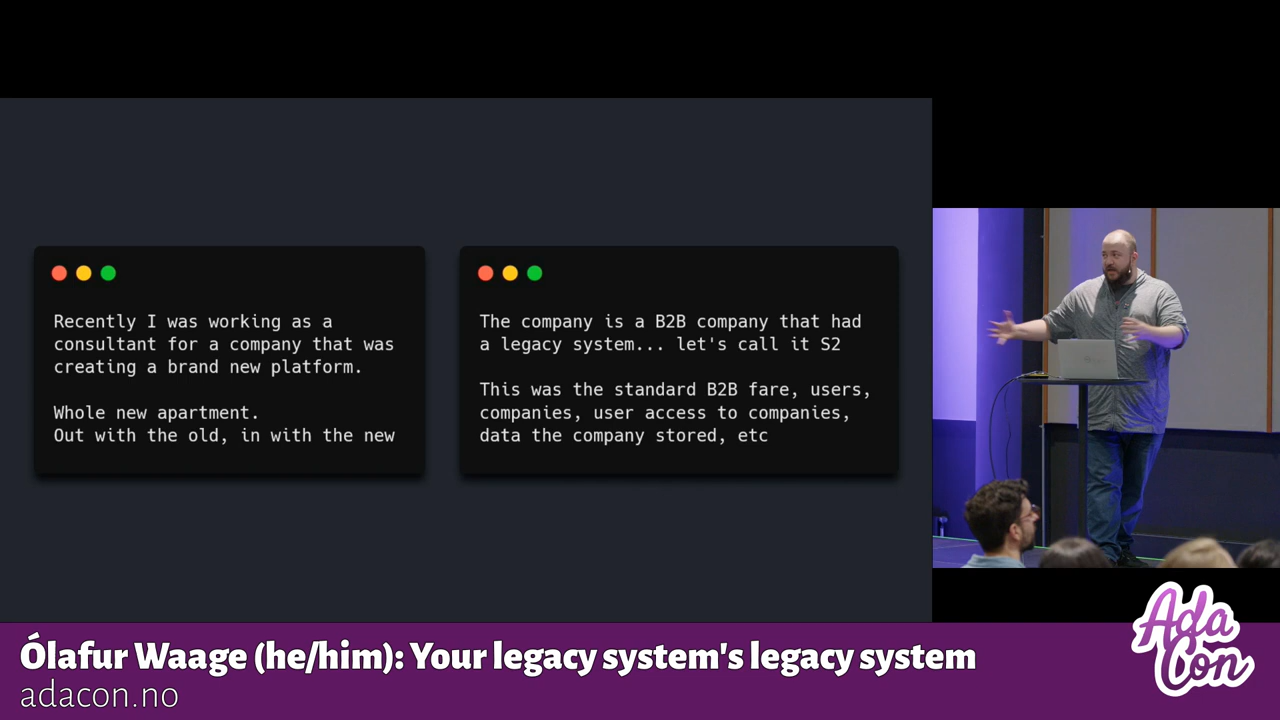 Recently I was working as a
consultant for a company that was
creating a brand new platform.
Whole new apartment.
Out with the old, in with the new
The company is a B2B company that had
a legacy system... let's call it S2
This was the standard B2B fare, users,
companies, user access to companies,
data the company stored, etc
Ólafur Waage (he/him): Your legacy system's legacy system
adacon.no
Ada
Con